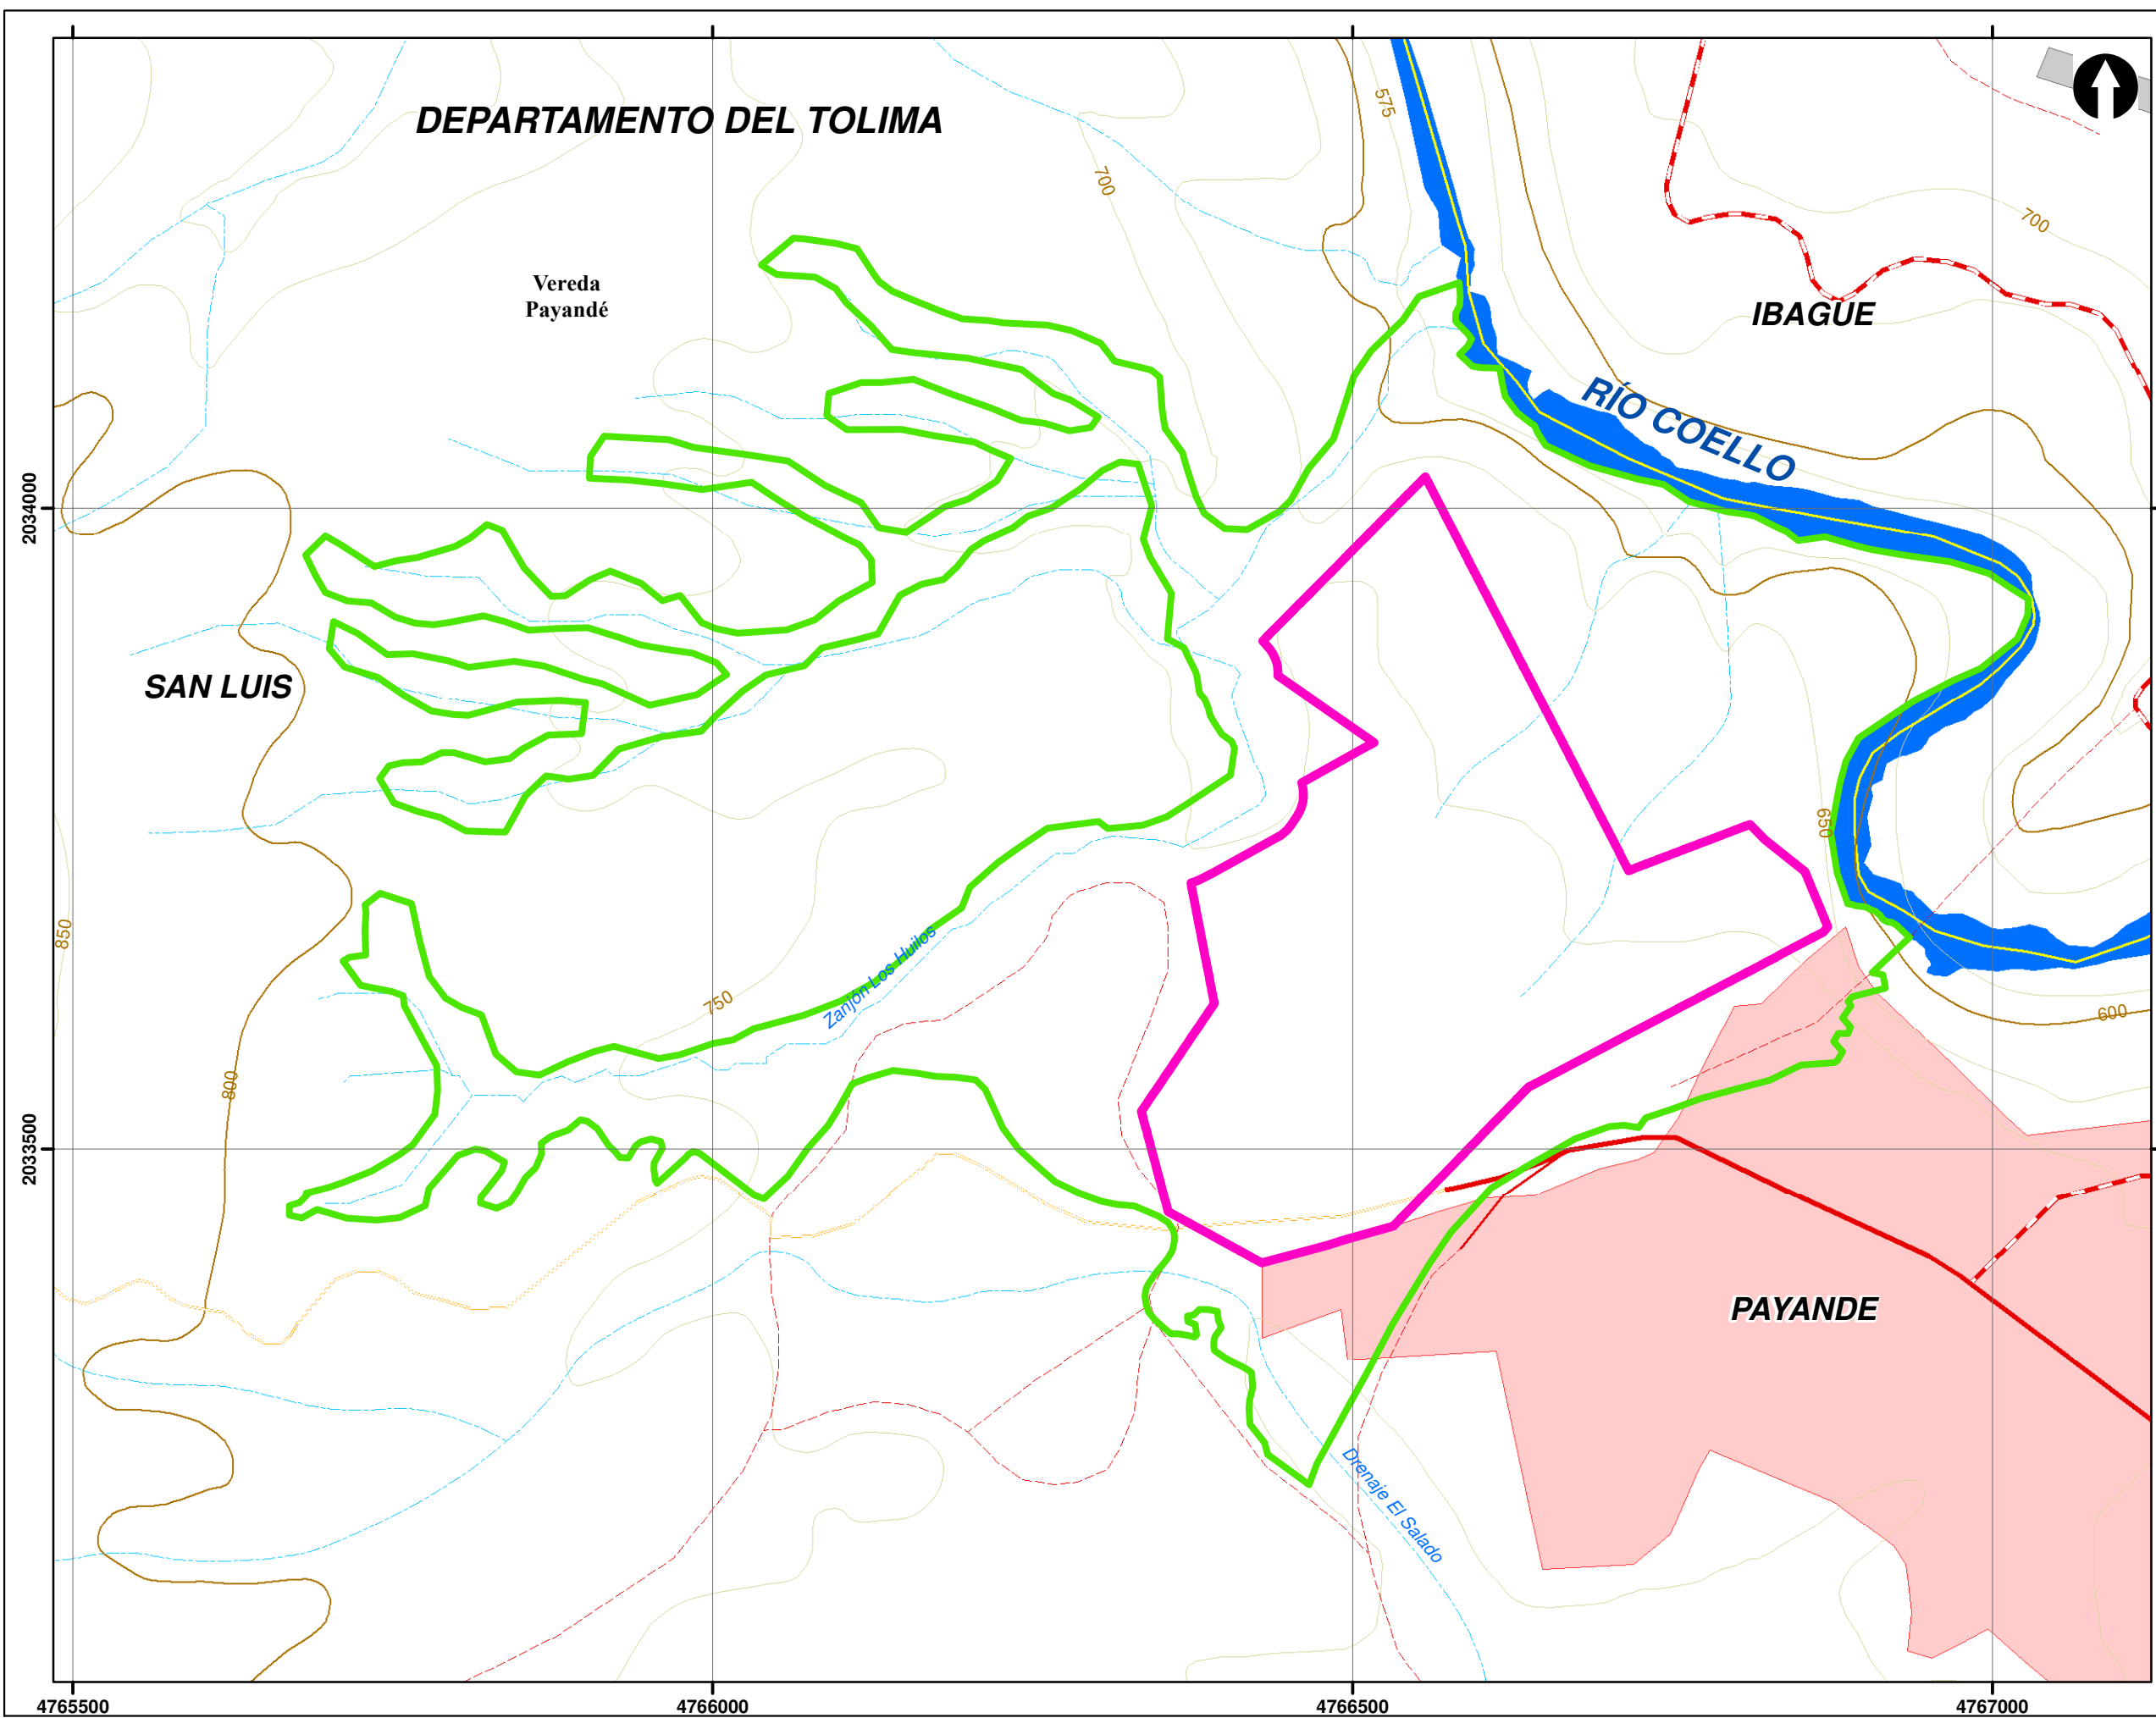 DEPARTAMENTO DEL TOLIMA
575
700
700
Vereda
Payandé
IBAGUE
RÍO COELLO
2034000
SAN LUIS
650
850
Zanjón Los Huilos
750
600
800
2033500
PAYANDE
Drenaje El Salado
4765500
4766000
4766500
4767000